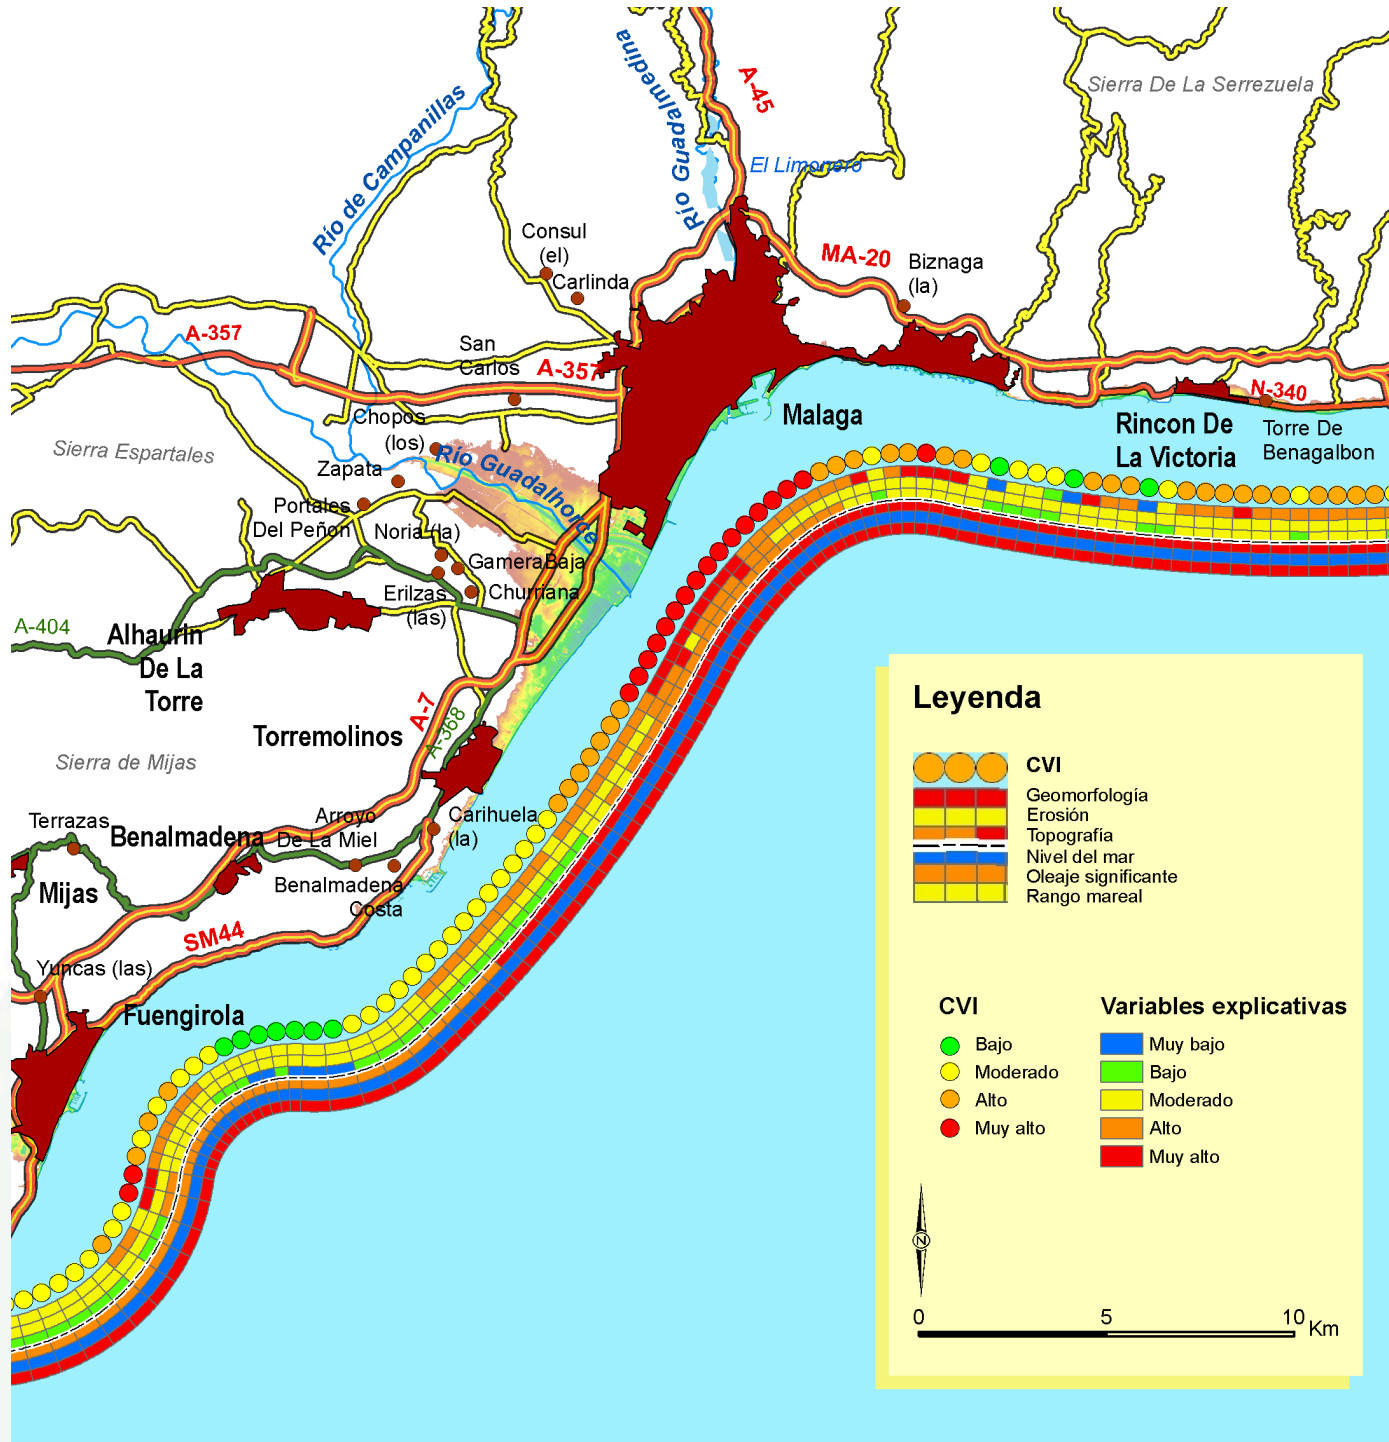 Río de Campanillas
Río Guadalmedina
A-45
Sierra De La Serrezuela
El Limonero
Consul
(el)
Carlinda
MA-20
Biznaga
(la)
A-357
San
Carlos
A-357
Malaga
Rincon De
La Victoria
N-340
Torre De
Benagalbon
Chopos
(los)
Sierra Espartales
Zapata
Río Guadalhorce
Portales
Del Peñon
Noria (la)
GameraBaja
Erilzas
(las)
Churriana
A-404
Alhaurin
De La
Torre
A-7
A-368
Torremolinos
Sierra de Mijas
Terrazas
Benalmadena
Arroyo
De La Miel
Carihuela
(la)
Benalmadena
Costa
Mijas
SM44
Yuncas (las)
Fuengirola
Leyenda
CVI
Geomorfología
Erosión
Topografía
Nivel del mar
Oleaje significante
Rango mareal
CVI
Bajo
Moderado
Alto
Muy alto
Variables explicativas
Muy bajo
Bajo
Moderado
Alto
Muy alto
N
0 5 10 Km